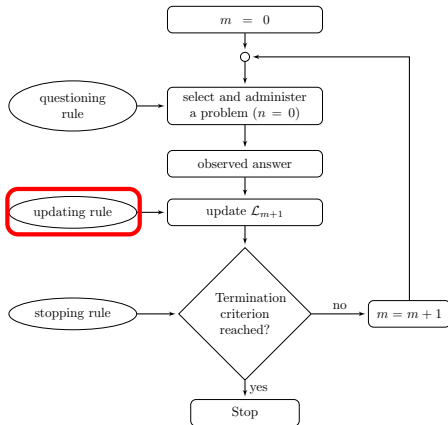 m = 0
questioning
rule
select and administer
a problem (n = 0)
observed answer
updating rule
update ℒₘ₊₁
stopping rule
Termination
criterion
reached?
no
m = m + 1
yes
Stop